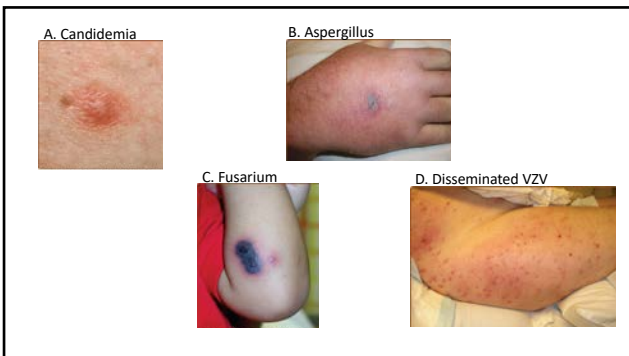 A. Candidemia
B. Aspergillus
C. Fusarium
D. Disseminated VZV